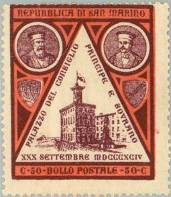 REPUBBLICA DI SAN MARINO
PALAZZO DEL CONSIGLIO
PRINCIPE E SOVRANO
XXX SETTEMBRE MDCCCXCIV
C-50-BOLLO POSTALE-50-C